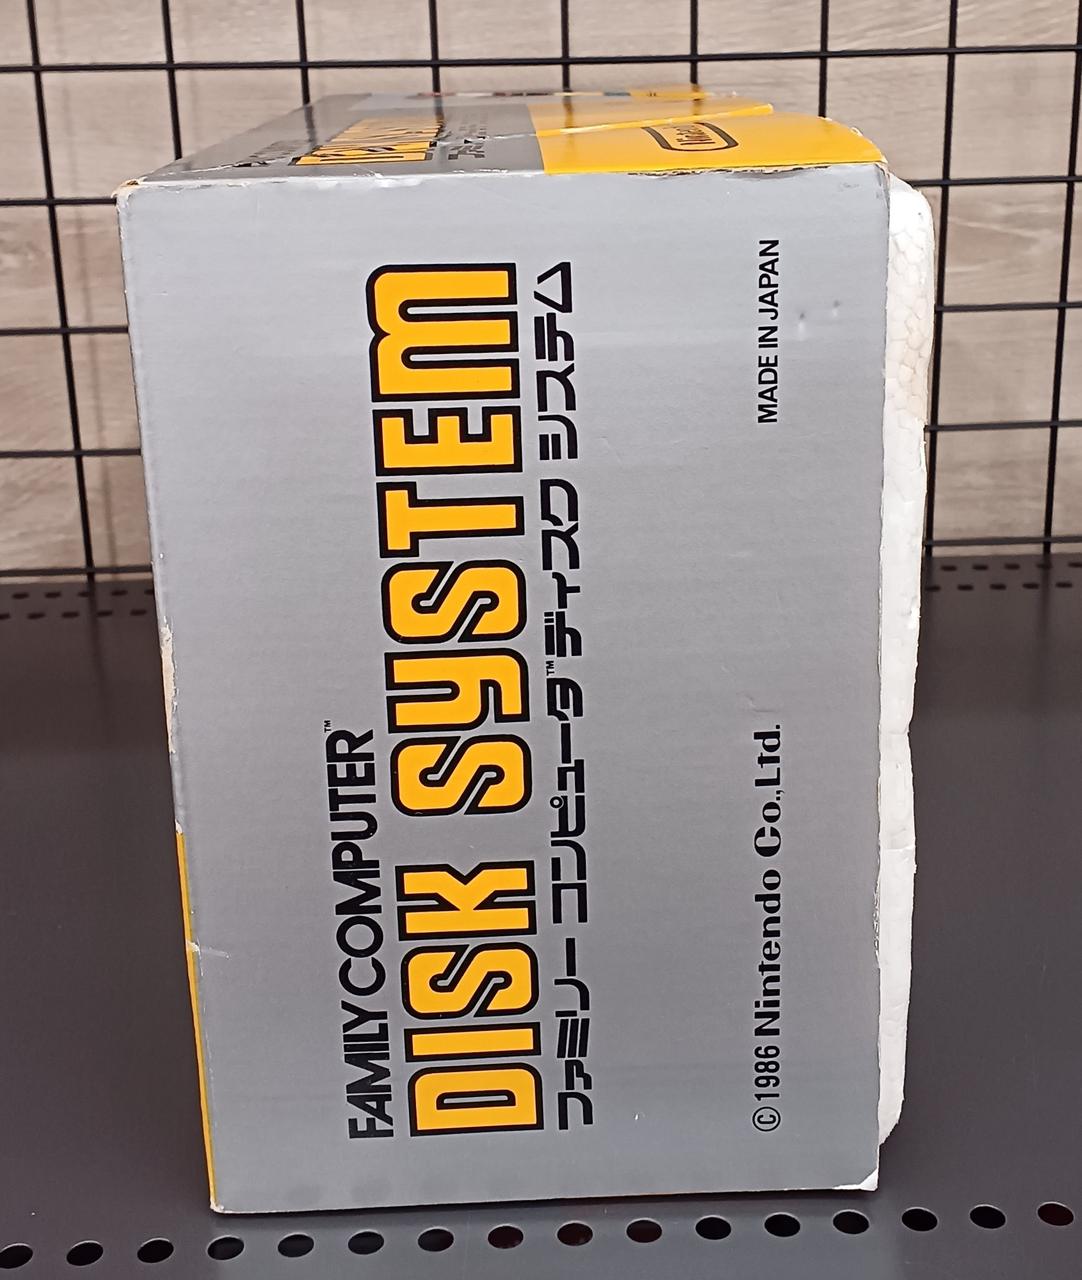 FAMILY COMPUTER™
DISK SYSTEM
ファミリー コンピュータ™ ディスク システム
©1986 Nintendo Co.,Ltd.
MADE IN JAPAN
Nintendo